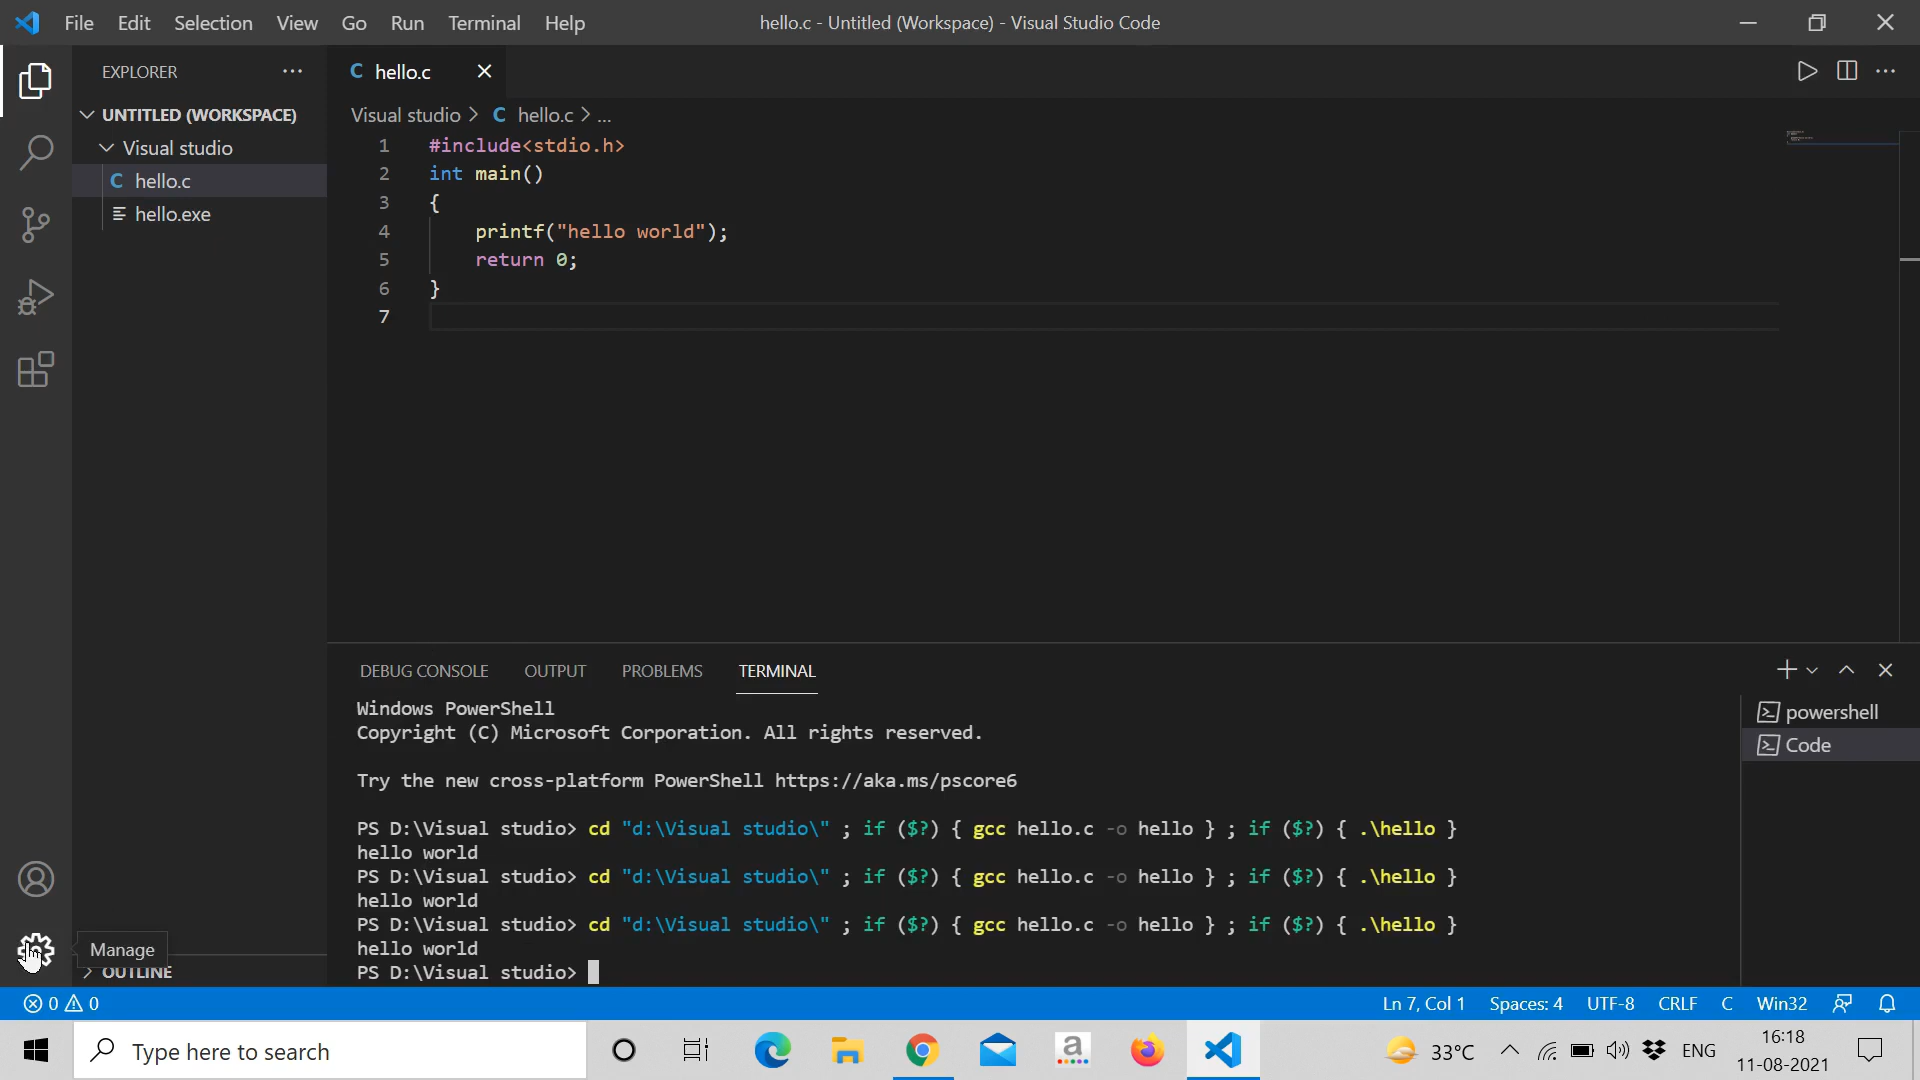 File Edit Selection View Go Run Terminal Help
hello.c - Untitled (Workspace) - Visual Studio Code
EXPLORER
UNTITLED (WORKSPACE)
Visual studio
C hello.c
hello.exe
C hello.c
Visual studio > C hello.c > ...
1 #include<stdio.h>
2 int main()
3 {
4 printf("hello world");
5 return 0;
6 }
7
DEBUG CONSOLE OUTPUT PROBLEMS TERMINAL
Windows PowerShell
Copyright (C) Microsoft Corporation. All rights reserved.
Try the new cross-platform PowerShell https://aka.ms/pscore6
PS D:\Visual studio> cd "d:\Visual studio\" ; if ($?) { gcc hello.c -o hello } ; if ($?) { .\hello }
hello world
PS D:\Visual studio> cd "d:\Visual studio\" ; if ($?) { gcc hello.c -o hello } ; if ($?) { .\hello }
hello world
PS D:\Visual studio> cd "d:\Visual studio\" ; if ($?) { gcc hello.c -o hello } ; if ($?) { .\hello }
hello world
PS D:\Visual studio>
powershell
Code
Manage
OUTLINE
0 0
Ln 7, Col 1 Spaces: 4 UTF-8 CRLF C Win32
Type here to search
a
33°C
ENG
16:18
11-08-2021